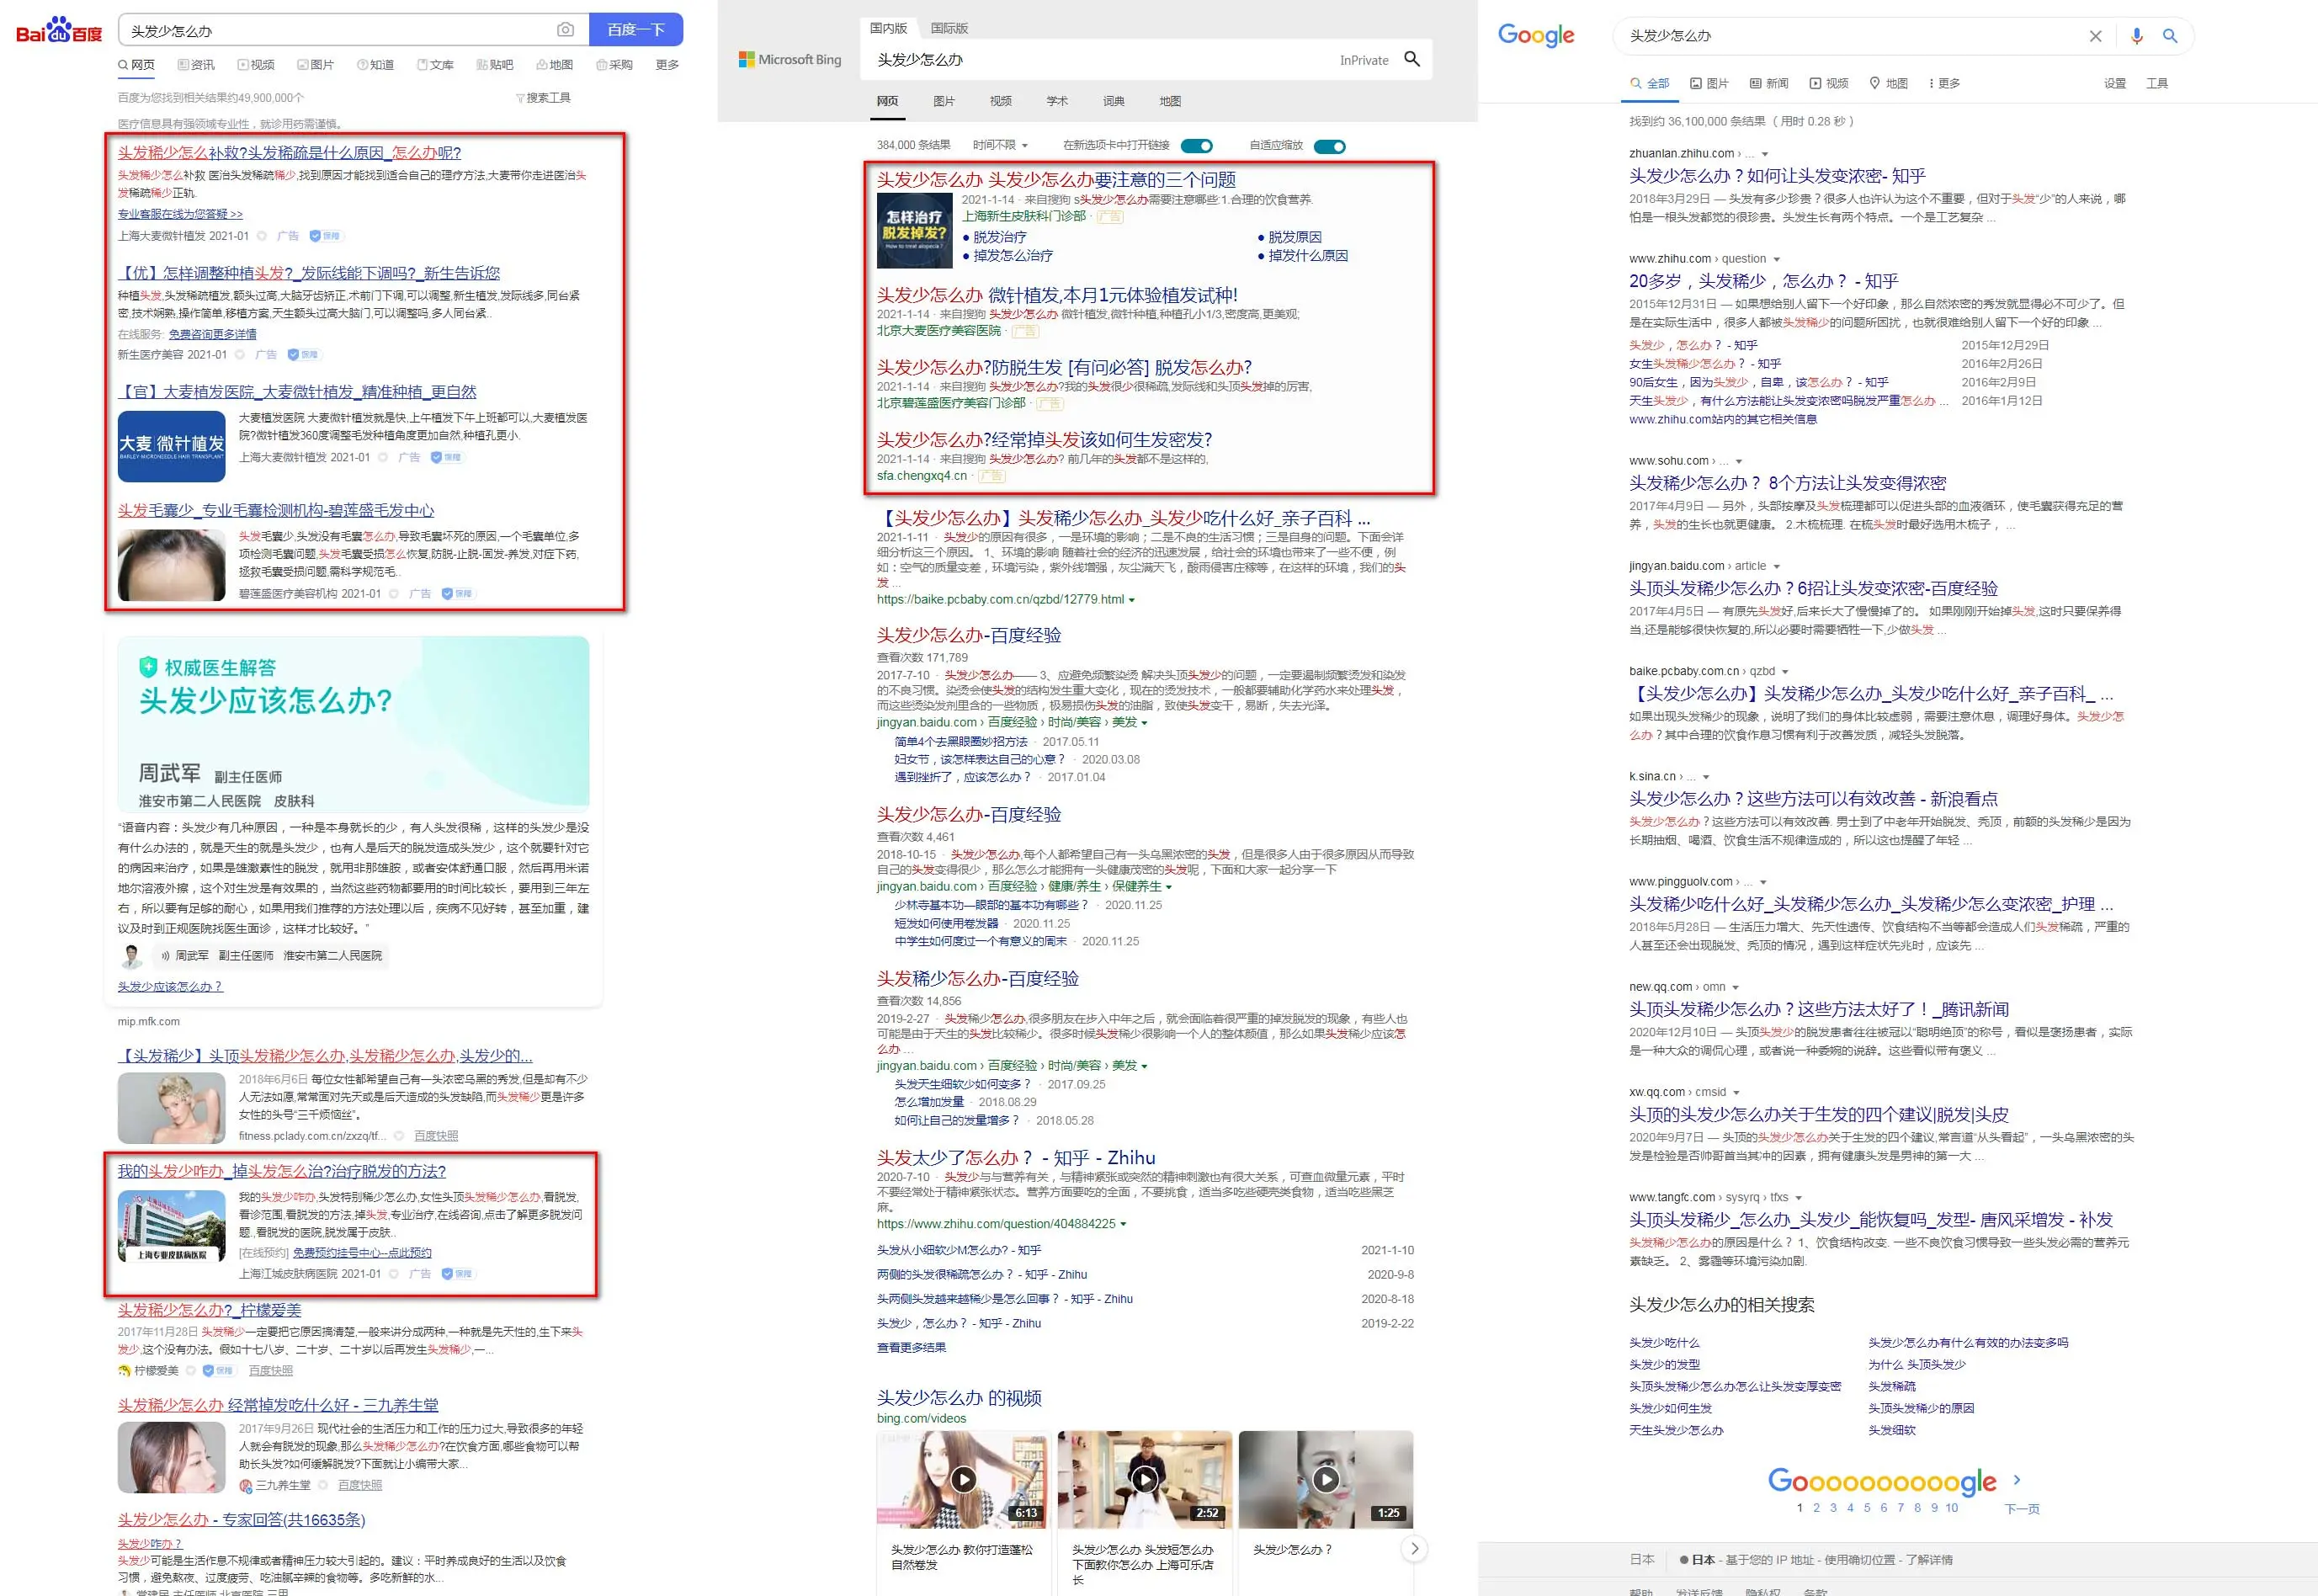 Baidu百度
头发少怎么办
百度一下
网页 资讯 视频 图片 知道 文库 贴吧 地图 采购 更多
百度为您找到相关结果约49,900,000个
搜索工具
医疗信息具有强领域专业性，就诊用药需谨慎。
头发稀少怎么补救?头发稀疏是什么原因_怎么办呢?
头发稀少怎么补救 医治头发稀疏稀少,找到原因才能找到适合自己的理疗方法,大麦带你走进医治头
发稀疏稀少正轨.
专业客服在线为您答疑 >>
上海大麦微针植发 2021-01 广告 保障
【优】怎样调整种植头发?_发际线能下调吗?_新生告诉您
种植头发,头发稀疏植发,额头过高,大脑牙齿矫正,术前门下调,可以调整,新生植发,发际线多,同台紧
密,技术娴熟,操作简单,移植方案,天生额头过高大脑门,可以调整吗,多人同台紧..
在线服务: 免费咨询更多详情
新生医疗美容 2021-01 广告 保障
【官】大麦植发医院_大麦微针植发_精准种植_更自然
大麦|微针植发
BARLEY MICRONEEDLE HAIR TRANSPLANT
大麦植发医院 大麦微针植发就是快,上午植发下午上班都可以,大麦植发医
院?微针植发360度调整毛发种植角度更加自然,种植孔更小.
上海大麦微针植发 2021-01 广告 保障
头发毛囊少_专业毛囊检测机构-碧莲盛毛发中心
头发毛囊少,头发没有毛囊怎么办,导致毛囊坏死的原因,一个毛囊单位,多
项检测毛囊问题,头发毛囊受损怎么恢复,防脱-止脱-固发-养发,对症下药,
拯救毛囊受损问题,需科学规范毛..
碧莲盛医疗美容机构 2021-01 广告 保障
权威医生解答
头发少应该怎么办?
周武军 副主任医师
淮安市第二人民医院 皮肤科
“语音内容：头发少有几种原因，一种是本身就长的少，有人头发很稀，这样的头发少是没
有什么办法的，就是天生的就是头发少，也有人是后天的脱发造成头发少，这个就要针对它
的病因来治疗，如果是雄激素性的脱发，就用非那雄胺，或者安体舒通口服，然后再用米诺
地尔溶液外擦，这个对生发是有效果的，当然这些药物都要用的时间比较长，要用到三年左
右，所以要有足够的耐心，如果用我们推荐的方法处理以后，疾病不见好转，甚至加重，建
议及时到正规医院找医生面诊，这样才比较好。”
周武军 副主任医师 淮安市第二人民医院
头发少应该怎么办？
mip.mfk.com
【头发稀少】头顶头发稀少怎么办,头发稀少怎么办,头发少的...
2018年6月6日 每位女性都希望自己有一头浓密乌黑的秀发,但是却有不少
人无法如愿,常常面对先天或是后天造成的头发缺陷,而头发稀少更是许多
女性的头号“三千烦恼丝”。
fitness.pclady.com.cn/zxzq/tf... 百度快照
我的头发少咋办_掉头发怎么治?治疗脱发的方法?
上海专业皮肤病医院
我的头发少咋办,头发特别稀少怎么办,女性头顶头发稀少怎么办,看脱发,
看诊范围,看脱发的方法,掉头发,专业治疗,在线咨询,点击了解更多脱发问
题.,看脱发的医院,脱发属于皮肤..
[在线预约] 免费预约挂号中心--点此预约
上海江城皮肤病医院 2021-01 广告 保障
头发稀少怎么办?_柠檬爱美
2017年11月28日 头发稀少一定要把它原因搞清楚,一般来讲分成两种,一种就是先天性的,生下来头
发少,这个没有办法。假如十七八岁、二十岁、二十岁以后再发生头发稀少,一...
柠檬爱美 保障 百度快照
头发稀少怎么办 经常掉发吃什么好 - 三九养生堂
2017年9月26日 现代社会的生活压力和工作的压力过大,导致很多的年轻
人就会有脱发的现象,那么头发稀少怎么办?在饮食方面,哪些食物可以帮
助长头发?如何缓解脱发?下面就让小编带大家...
三九养生堂 百度快照
头发少怎么办 - 专家回答(共16635条)
头发少咋办？
头发少可能是生活作息不规律或者精神压力较大引起的。建议：平时养成良好的生活以及饮食
习惯，避免熬夜、过度疲劳、吃油腻辛辣的食物等。多吃新鲜的水...
国内版 国际版
Microsoft Bing
头发少怎么办
InPrivate
网页 图片 视频 学术 词典 地图
384,000 条结果 时间不限 在新选项卡中打开链接 自适应缩放
头发少怎么办 头发少怎么办要注意的三个问题
怎样治疗
脱发掉发?
How to treat alopecia?
2021-1-14 · 来自搜狗 s头发少怎么办需要注意哪些:1.合理的饮食营养.
上海新生皮肤科门诊部 · 广告
脱发治疗 脱发原因
掉发怎么治疗 掉发什么原因
头发少怎么办 微针植发,本月1元体验植发试种!
2021-1-14 · 来自搜狗 头发少怎么办 微针植发,微针种植,种植孔小1/3,密度高,更美观;
北京大麦医疗美容医院 · 广告
头发少怎么办?防脱生发 [有问必答] 脱发怎么办?
2021-1-14 · 来自搜狗 头发少怎么办?我的头发很少很稀疏,发际线和头顶头发掉的厉害,
北京碧莲盛医疗美容门诊部 · 广告
头发少怎么办?经常掉头发该如何生发密发?
2021-1-14 · 来自搜狗 头发少怎么办? 前几年的头发都不是这样的,
sfa.chengxq4.cn · 广告
【头发少怎么办】头发稀少怎么办_头发少吃什么好_亲子百科 ...
2021-1-11 · 头发少的原因有很多，一是环境的影响；二是不良的生活习惯；三是自身的问题。下面会详
细分析这三个原因。 1、环境的影响 随着社会的经济的迅速发展，给社会的环境也带来了一些不便，例
如：空气的质量变差，环境污染，紫外线增强，灰尘满天飞，酸雨侵害庄稼等，在这样的环境，我们的头
发 ...
https://baike.pcbaby.com.cn/qzbd/12779.html
头发少怎么办-百度经验
查看次数 171,789
2017-7-10 · 头发少怎么办—— 3、应避免频繁染烫 解决头顶头发少的问题，一定要遏制频繁烫发和染发
的不良习惯。染烫会使头发的结构发生重大变化，现在的烫发技术，一般都要辅助化学药水来处理头发，
而这些烫染发剂里含的一些物质，极易损伤头发的油脂，致使头发变干，易断，失去光泽。
jingyan.baidu.com › 百度经验 › 时尚/美容 › 美发
简单4个去黑眼圈妙招方法 · 2017.05.11
妇女节，该怎样表达自己的心意？ · 2020.03.08
遇到挫折了，应该怎么办？ · 2017.01.04
头发少怎么办-百度经验
查看次数 4,461
2018-10-15 · 头发少怎么办,每个人都希望自己有一头乌黑浓密的头发，但是很多人由于很多原因从而导致
自己的头发变得很少，那么怎么才能拥有一头健康茂密的头发呢，下面和大家一起分享一下
jingyan.baidu.com › 百度经验 › 健康/养生 › 保健养生
少林寺基本功—眼部的基本功有哪些？ · 2020.11.25
短发如何使用卷发器 · 2020.11.25
中学生如何度过一个有意义的周末 · 2020.11.25
头发稀少怎么办-百度经验
查看次数 14,856
2019-2-27 · 头发稀少怎么办,很多朋友在步入中年之后，就会面临着很严重的掉发脱发的现象，有些人也
可能是由于天生的头发比较稀少。很多时候头发稀少很影响一个人的整体颜值，那么如果头发稀少应该怎
么办 ...
jingyan.baidu.com › 百度经验 › 时尚/美容 › 美发
头发天生细软少如何变多？ · 2017.09.25
怎么增加发量 · 2018.08.29
如何让自己的发量增多？ · 2018.05.28
头发太少了怎么办？ - 知乎 - Zhihu
2020-7-10 · 头发少与与营养有关，与精神紧张或突然的精神刺激也有很大关系，可查血微量元素，平时
不要经常处于精神紧张状态。营养方面要吃的全面，不要挑食，适当多吃些硬壳类食物，适当吃些黑芝
麻。
https://www.zhihu.com/question/404884225
头发从小细软少M怎么办? - 知乎 2021-1-10
两侧的头发很稀疏怎么办？ - 知乎 - Zhihu 2020-9-8
头两侧头发越来越稀少是怎么回事？ - 知乎 - Zhihu 2020-8-18
头发少，怎么办？ - 知乎 - Zhihu 2019-2-22
查看更多结果
头发少怎么办 的视频
bing.com/videos
6:13 2:52 1:25
头发少怎么办 教你打造蓬松
自然卷发
头发少怎么办 头发短怎么办
下面教你怎么办 上海可乐店
长
头发少怎么办？
Google
头发少怎么办
全部 图片 新闻 视频 地图 更多 设置 工具
找到约 36,100,000 条结果 （用时 0.28 秒）
zhuanlan.zhihu.com › ...
头发少怎么办？如何让头发变浓密- 知乎
2018年3月29日 — 头发有多少珍贵？很多人也许认为这个不重要，但对于头发“少”的人来说，哪
怕是一根头发都觉的很珍贵。头发生长有两个特点。一个是工艺复杂 ...
www.zhihu.com › question
20多岁，头发稀少，怎么办？ - 知乎
2015年12月31日 — 如果想给别人留下一个好印象，那么自然浓密的秀发就显得必不可少了。但
是在实际生活中，很多人都被头发稀少的问题所困扰，也就很难给别人留下一个好的印象 ...
头发少，怎么办？ - 知乎 2015年12月29日
女生头发稀少怎么办？ - 知乎 2016年2月26日
90后女生，因为头发少，自卑，该怎么办？ - 知乎 2016年2月9日
天生头发少，有什么方法能让头发变浓密吗脱发严重怎么办 ... 2016年1月12日
www.zhihu.com站内的其它相关信息
www.sohu.com › ...
头发稀少怎么办？ 8个方法让头发变得浓密
2017年4月9日 — 另外，头部按摩及头发梳理都可以促进头部的血液循环，使毛囊获得充足的营
养，头发的生长也就更健康。 2.木梳梳理. 在梳头发时最好选用木梳子， ...
jingyan.baidu.com › article
头顶头发稀少怎么办？6招让头发变浓密-百度经验
2017年4月5日 — 有原先头发好,后来长大了慢慢掉了的。 如果刚刚开始掉头发,这时只要保养得
当,还是能够很快恢复的,所以必要时需要牺牲一下,少做头发 ...
baike.pcbaby.com.cn › qzbd
【头发少怎么办】头发稀少怎么办_头发少吃什么好_亲子百科_ ...
如果出现头发稀少的现象，说明了我们的身体比较虚弱，需要注意休息，调理好身体。头发少怎
么办？其中合理的饮食作息习惯有利于改善发质，减轻头发脱落。
k.sina.cn › ...
头发少怎么办？这些方法可以有效改善 - 新浪看点
头发少怎么办？这些方法可以有效改善. 男士到了中老年开始脱发、秃顶，前额的头发稀少是因为
长期抽烟、喝酒、饮食生活不规律造成的，所以这也提醒了年轻 ...
www.pingguolv.com › ...
头发稀少吃什么好_头发稀少怎么办_头发稀少怎么变浓密_护理 ...
2018年5月28日 — 生活压力增大、先天性遗传、饮食结构不当等都会造成人们头发稀疏，严重的
人甚至还会出现脱发、秃顶的情况，遇到这样症状先兆时，应该先 ...
new.qq.com › omn
头顶头发稀少怎么办？这些方法太好了！_腾讯新闻
2020年12月10日 — 头顶头发少的脱发患者往往被冠以“聪明绝顶”的称号，看似是褒扬患者，实际
是一种大众的调侃心理，或者说一种委婉的说辞。这些看似带有褒义 ...
xw.qq.com › cmsid
头顶的头发少怎么办关于生发的四个建议|脱发|头皮
2020年9月7日 — 头顶的头发少怎么办关于生发的四个建议,常言道“从头看起”，一头乌黑浓密的头
发是检验是否帅哥首当其冲的因素，拥有健康头发是男神的第一大 ...
www.tangfc.com › sysyrq › tfxs
头顶头发稀少_怎么办_头发少_能恢复吗_发型- 唐风采增发 - 补发
头发稀少怎么办的原因是什么？ 1、饮食结构改变. 一些不良饮食习惯导致一些头发必需的营养元
素缺乏。 2、雾霾等环境污染加剧.
头发少怎么办的相关搜索
头发少吃什么 头发少怎么办有什么有效的办法变多吗
头发少的发型 为什么 头顶头发少
头顶头发稀少怎么办怎么让头发变厚变密 头发稀疏
头发少如何生发 头顶头发稀少的原因
天生头发少怎么办 头发细软
Goooooooooogle
1 2 3 4 5 6 7 8 9 10 下一页
日本 日本 - 基于您的 IP 地址 - 使用确切位置 - 了解详情
帮助 发送反馈 隐私权 条款